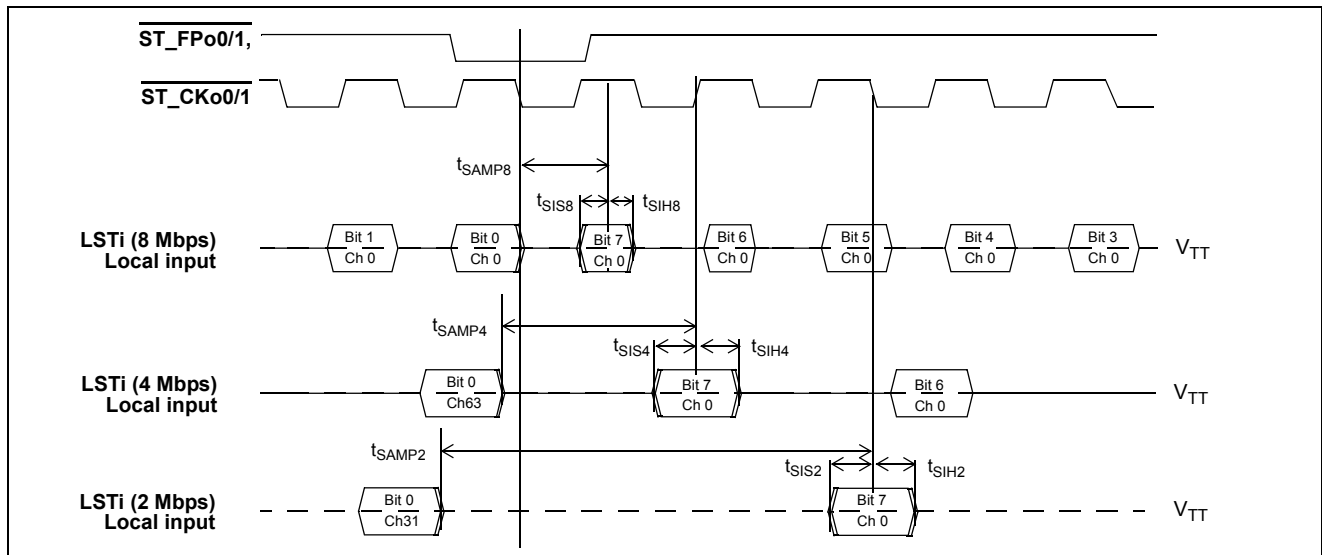 ST_FPo0/1,
ST_CKo0/1
tSAMP8
tSIS8
tSIH8
LSTi (8 Mbps)
Local input
Bit 1
Ch 0
Bit 0
Ch 0
Bit 7
Ch 0
Bit 6
Ch 0
Bit 5
Ch 0
Bit 4
Ch 0
Bit 3
Ch 0
VTT
tSAMP4
tSIS4
tSIH4
LSTi (4 Mbps)
Local input
Bit 0
Ch63
Bit 7
Ch 0
Bit 6
Ch 0
VTT
tSAMP2
tSIS2
tSIH2
LSTi (2 Mbps)
Local input
Bit 0
Ch31
Bit 7
Ch 0
VTT